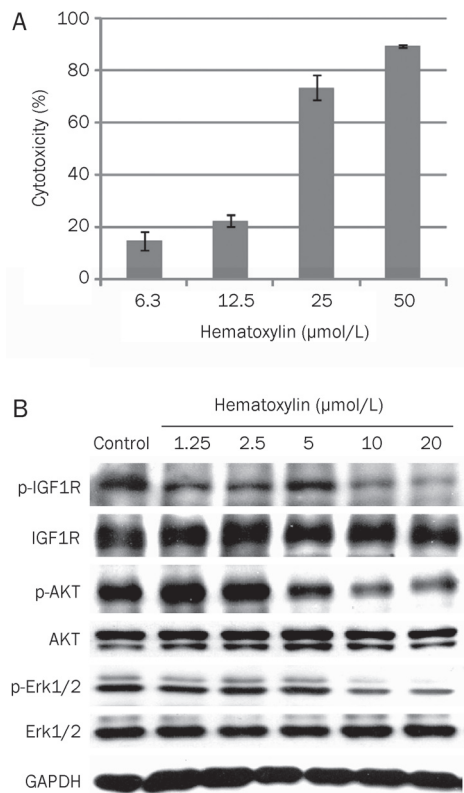 A
100
80
60
40
20
0
Cytotoxicity (%)
6.3 12.5 25 50
Hematoxylin (µmol/L)
B
Hematoxylin (µmol/L)
Control 1.25 2.5 5 10 20
p-IGF1R
IGF1R
p-AKT
AKT
p-Erk1/2
Erk1/2
GAPDH